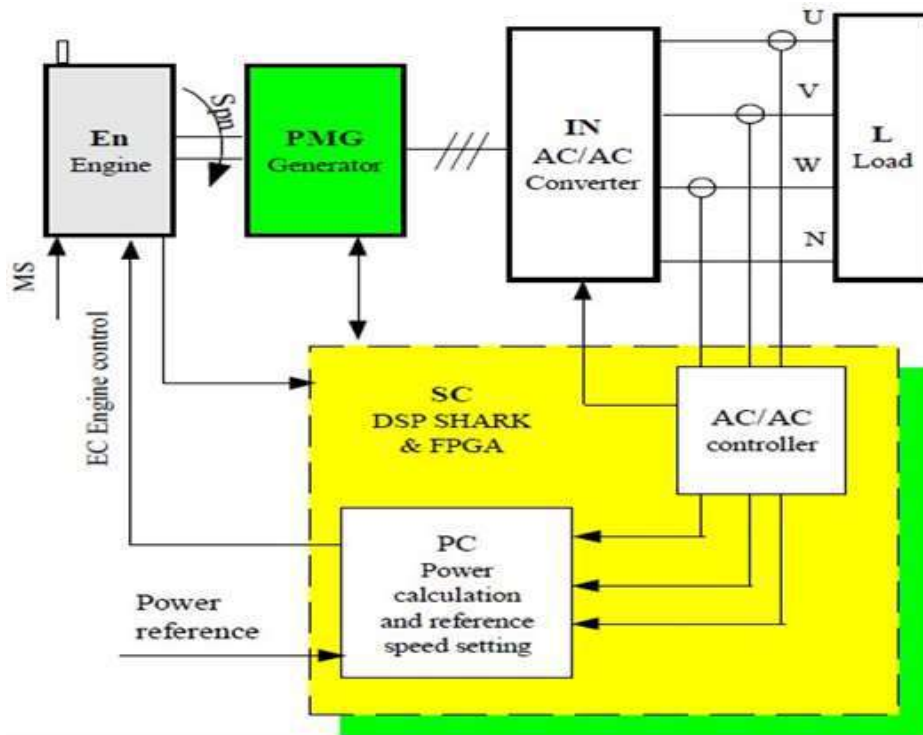 U
V
W
N
En
Engine
Spn
PMG
Generator
IN
AC/AC
Converter
L
Load
MS
EC Engine control
SC
DSP SHARK
& FPGA
AC/AC
controller
PC
Power
calculation
and reference
speed setting
Power
reference